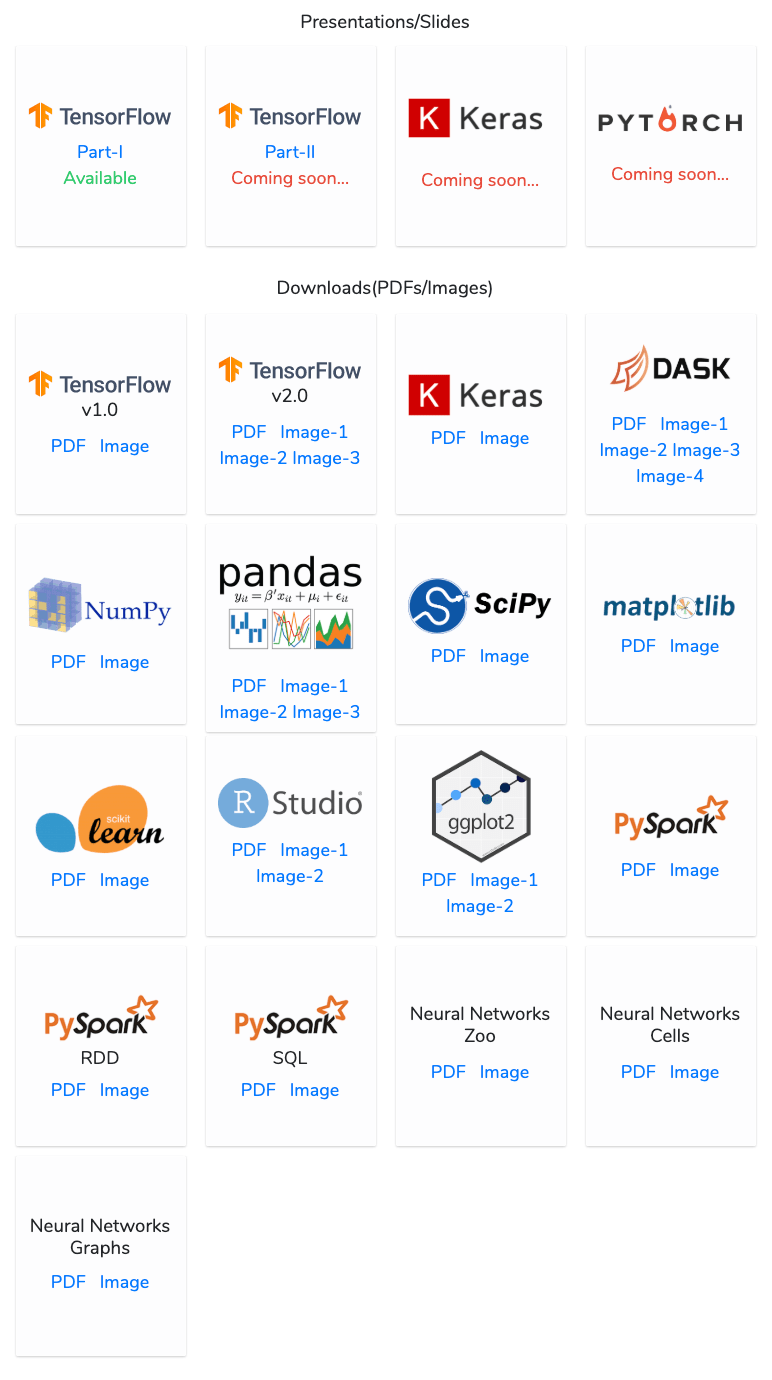 Presentations/Slides
TensorFlow
Part-I
Available
TensorFlow
Part-II
Coming soon...
K Keras
Coming soon...
PYTORCH
Coming soon...
Downloads(PDFs/Images)
TensorFlow
v1.0
PDF Image
TensorFlow
v2.0
PDF Image-1
Image-2 Image-3
K Keras
PDF Image
DASK
PDF Image-1
Image-2 Image-3
Image-4
NumPy
PDF Image
pandas
y_{it} = β′x_{it} + μ_i + ϵ_{it}
PDF Image-1
Image-2 Image-3
SciPy
PDF Image
matplotlib
PDF Image
scikit
learn
PDF Image
R Studio®
PDF Image-1
Image-2
ggplot2
PDF Image-1
Image-2
PySpark
PDF Image
PySpark
RDD
PDF Image
PySpark
SQL
PDF Image
Neural Networks
Zoo
PDF Image
Neural Networks
Cells
PDF Image
Neural Networks
Graphs
PDF Image